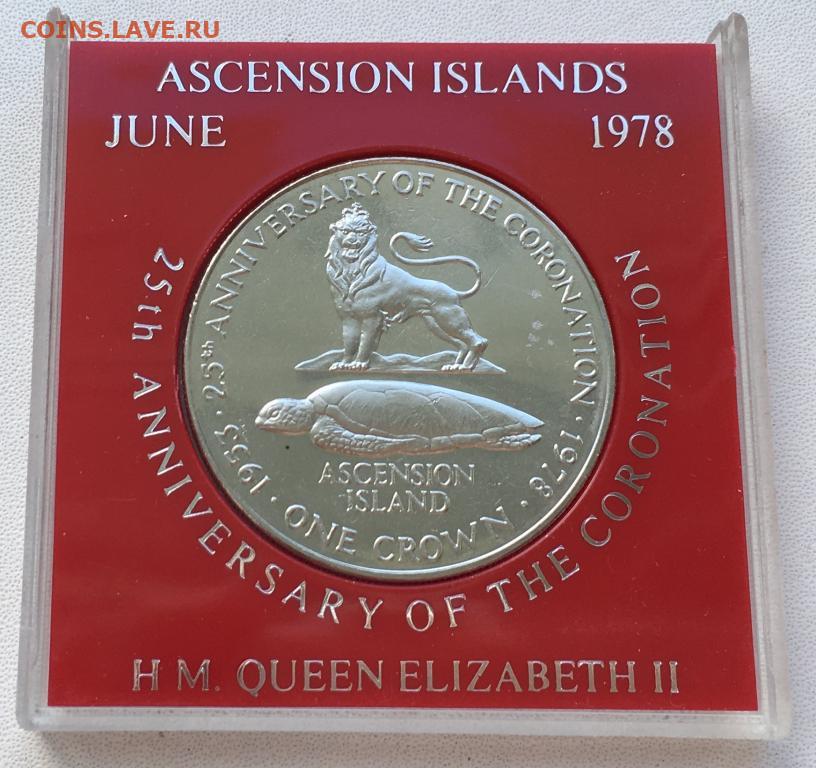 COINS.LAVE.RU
ASCENSION ISLANDS
JUNE 1978
25th ANNIVERSARY OF THE CORONATION
1953 · 25th ANNIVERSARY OF THE CORONATION · 1978
ASCENSION
ISLAND
· ONE CROWN ·
H M. QUEEN ELIZABETH II